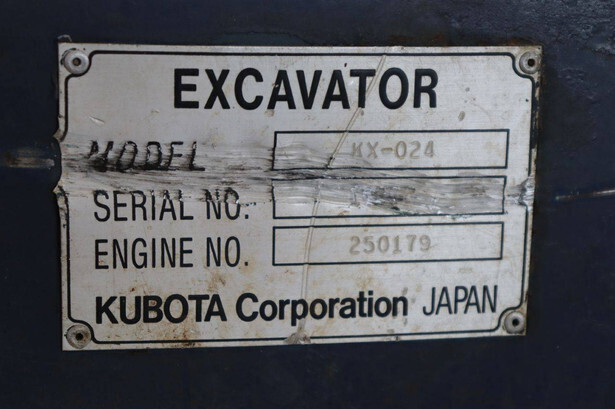 EXCAVATOR
MODEL KX-024
SERIAL NO.
ENGINE NO. 250179
KUBOTA Corporation JAPAN